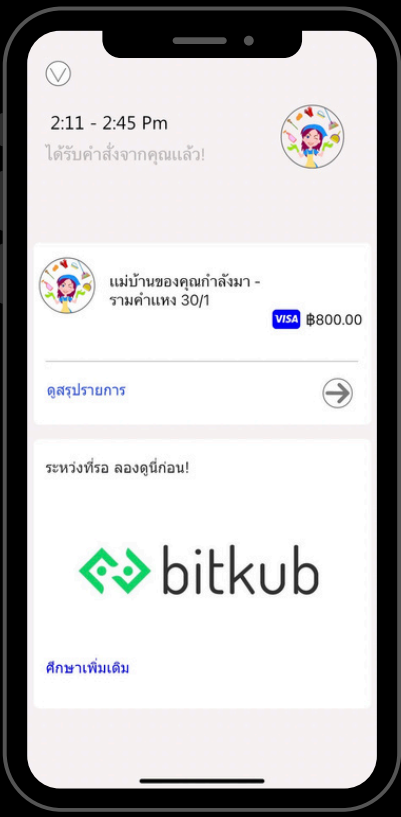 2:11 - 2:45 Pm
ได้รับคำสั่งจากคุณแล้ว!
แม่บ้านของคุณกำลังมา -
รามคำแหง 30/1
VISA ฿800.00
ดูสรุปรายการ
ระหว่งที่รอ ลองดูนี่ก่อน!
bitkub
ศึกษาเพิ่มเติม